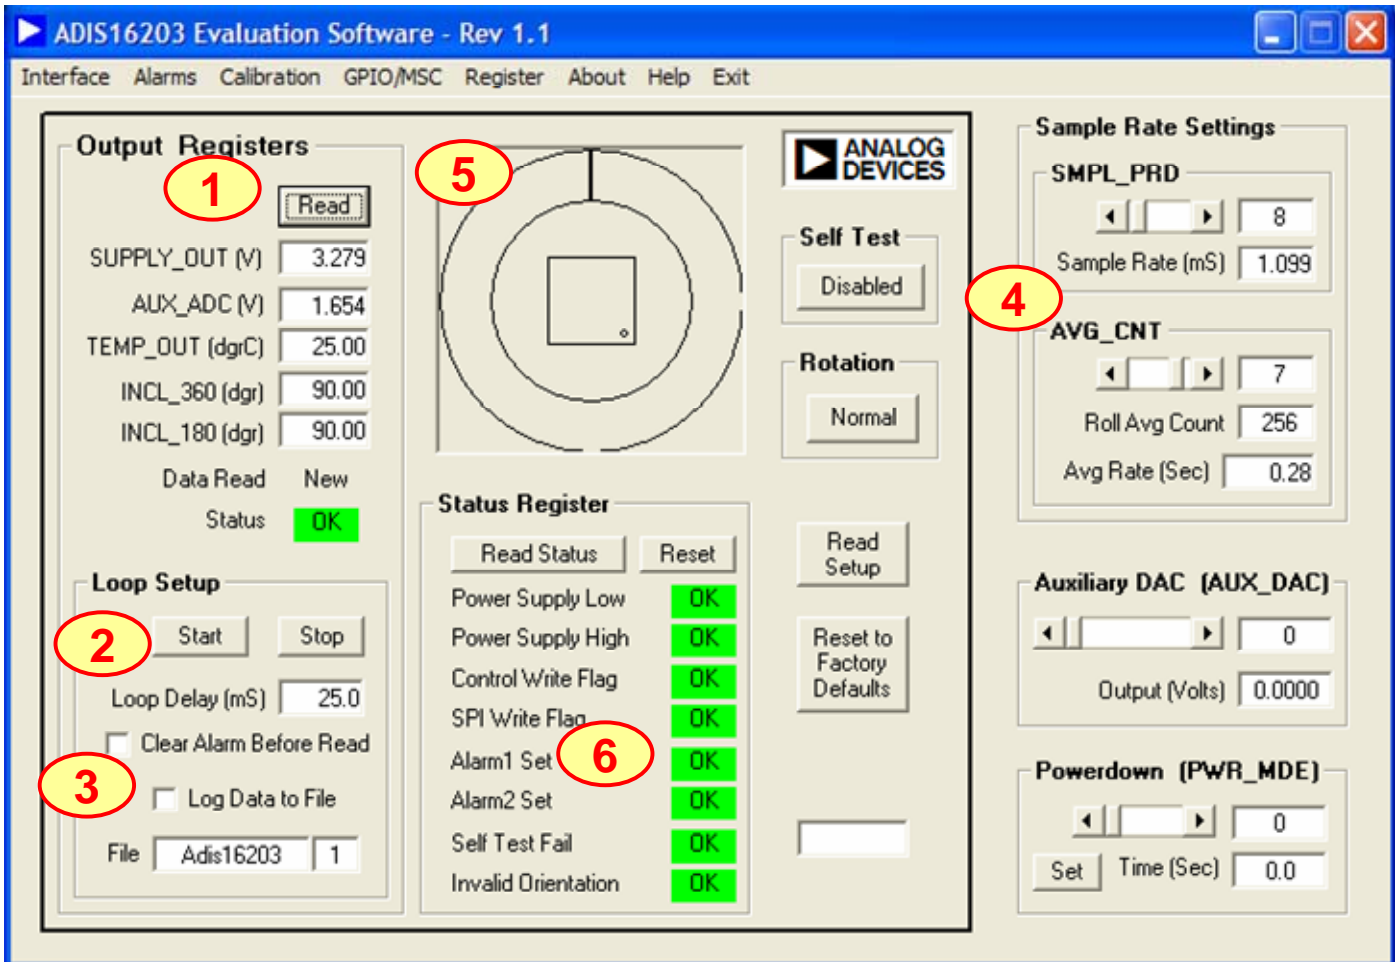 ADIS16203 Evaluation Software - Rev 1.1
Interface Alarms Calibration GPIO/MSC Register About Help Exit
Output Registers
1
Read
SUPPLY_OUT (V) 3.279
AUX_ADC (V) 1.654
TEMP_OUT (dgrC) 25.00
INCL_360 (dgr) 90.00
INCL_180 (dgr) 90.00
Data Read New
Status OK
Loop Setup
2
Start Stop
Loop Delay (mS) 25.0
Clear Alarm Before Read
3
Log Data to File
File Adis16203 1
5
ANALOG
DEVICES
Self Test
Disabled
Rotation
Normal
Status Register
Read Status Reset
Power Supply Low OK
Power Supply High OK
Control Write Flag OK
SPI Write Flag OK
6
Alarm1 Set OK
Alarm2 Set OK
Self Test Fail OK
Invalid Orientation OK
Read
Setup
Reset to
Factory
Defaults
Sample Rate Settings
SMPL_PRD
8
Sample Rate (mS) 1.099
4
AVG_CNT
7
Roll Avg Count 256
Avg Rate (Sec) 0.28
Auxiliary DAC (AUX_DAC)
0
Output (Volts) 0.0000
Powerdown (PWR_MDE)
0
Set Time (Sec) 0.0